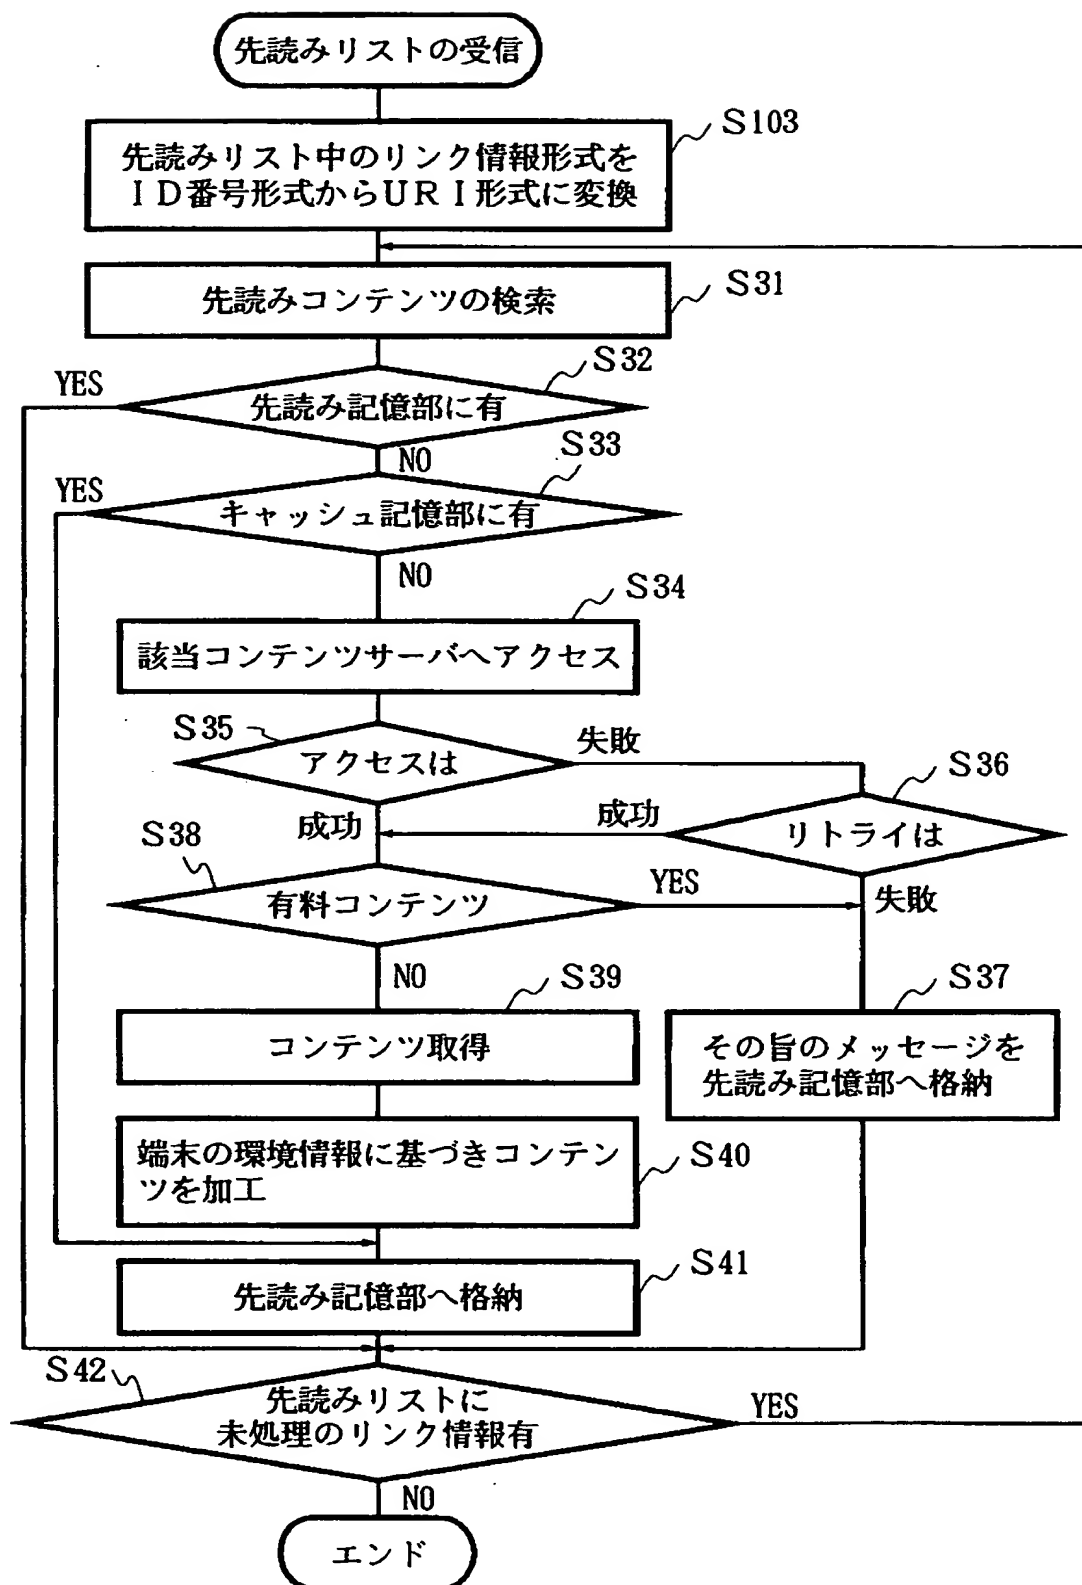 先読みリストの受信
S103
先読みリスト中のリンク情報形式を
ID番号形式からURI形式に変換
S31
先読みコンテンツの検索
S32
YES
先読み記憶部に有
NO
S33
YES
キャッシュ記憶部に有
NO
S34
該当コンテンツサーバへアクセス
S35
アクセスは
失敗
S36
成功
成功
リトライは
S38
有料コンテンツ
YES
失敗
NO
S39
コンテンツ取得
S37
その旨のメッセージを
先読み記憶部へ格納
端末の環境情報に基づきコンテン
ツを加工
S40
S41
先読み記憶部へ格納
S42
先読みリストに
未処理のリンク情報有
YES
NO
エンド